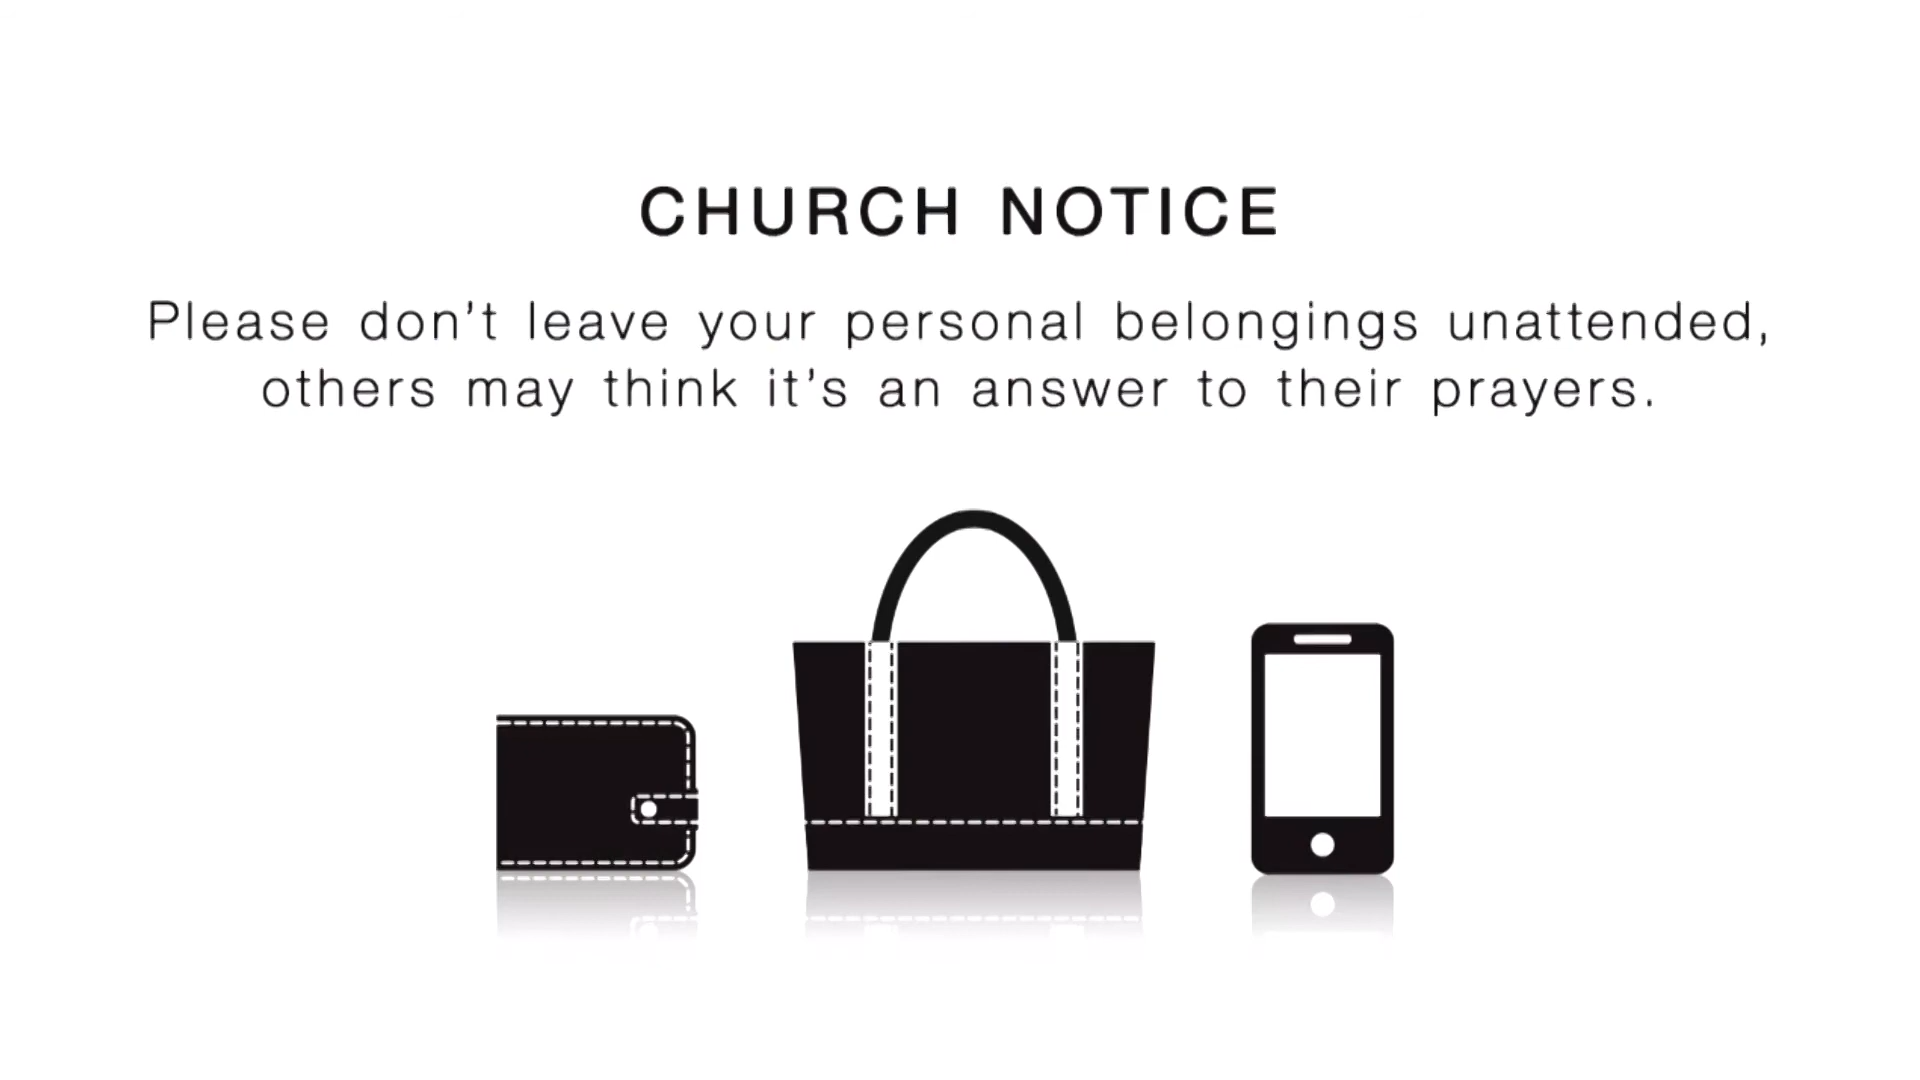 CHURCH NOTICE
Please don’t leave your personal belongings unattended,
others may think it’s an answer to their prayers.